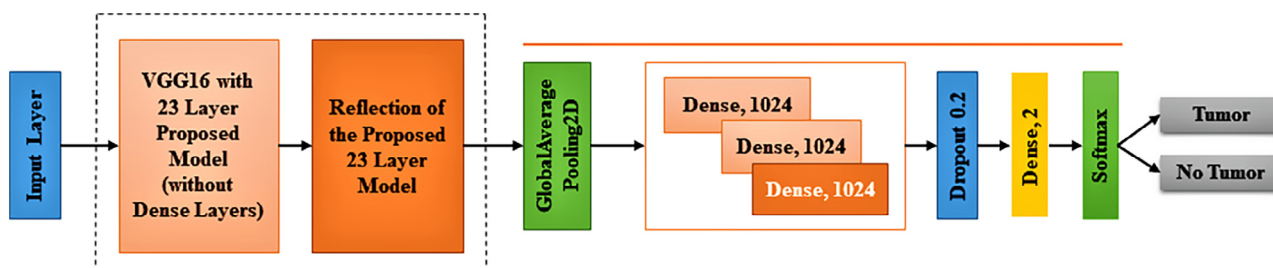 Input Layer
VGG16 with
23 Layer
Proposed
Model
(without
Dense Layers)
Reflection of
the Proposed
23 Layer
Model
GlobalAverage
Pooling2D
Dense, 1024
Dense, 1024
Dense, 1024
Dropout 0.2
Dense, 2
Softmax
Tumor
No Tumor